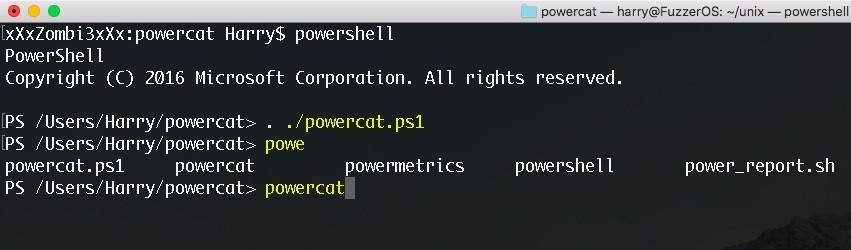 powercat — harry@FuzzerOS: ~/unix — powershell
[xXxZombi3xXx:powercat Harry$ powershell
PowerShell
Copyright (C) 2016 Microsoft Corporation. All rights reserved.
[PS /Users/Harry/powercat> . ./powercat.ps1
[PS /Users/Harry/powercat> powe
powercat.ps1 powercat powermetrics powershell power_report.sh
PS /Users/Harry/powercat> powercat